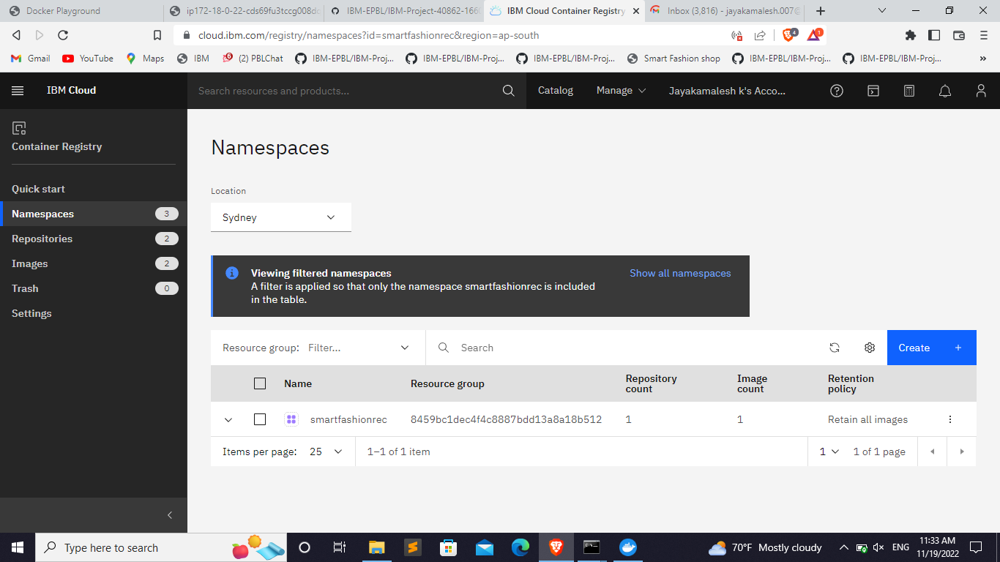 Docker Playground
ip172-18-0-22-cds69fu3tccg008dq
IBM-EPBL/IBM-Project-40862-1660
IBM Cloud Container Registry
Inbox (3,816) - jayakamalesh.007@
cloud.ibm.com/registry/namespaces?id=smartfashionrec&region=ap-south
4
1
Gmail
YouTube
Maps
IBM
(2) PBLChat
IBM-EPBL/IBM-Proj...
IBM-EPBL/IBM-Proj...
IBM-EPBL/IBM-Proj...
Smart Fashion shop
IBM-EPBL/IBM-Proj...
IBM-EPBL/IBM-Proj...
IBM Cloud
Search resources and products...
Catalog
Manage
Jayakamalesh k's Acco...
Container Registry
Quick start
Namespaces 3
Repositories 2
Images 2
Trash 0
Settings
Namespaces
Location
Sydney
Viewing filtered namespaces
Show all namespaces
A filter is applied so that only the namespace smartfashionrec is included
in the table.
Resource group: Filter...
Search
Create +
Name
Resource group
Repository
count
Image
count
Retention
policy
smartfashionrec
8459bc1dec4f4c8887bdd13a8a18b512
1
1
Retain all images
Items per page: 25
1–1 of 1 item
1
1 of 1 page
Type here to search
70°F Mostly cloudy
ENG
11:33 AM
11/19/2022